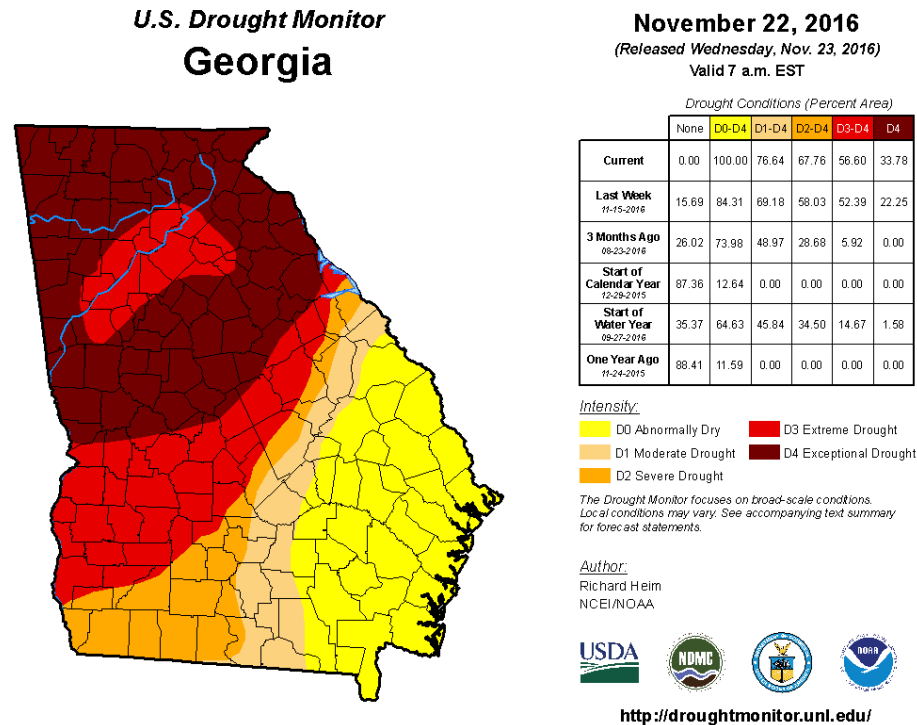 U.S. Drought Monitor
Georgia
November 22, 2016
(Released Wednesday, Nov. 23, 2016)
Valid 7 a.m. EST
Drought Conditions (Percent Area)
None D0-D4 D1-D4 D2-D4 D3-D4 D4
Current 0.00 100.00 76.64 67.76 56.60 33.78
Last Week
11-15-2016
15.69 84.31 69.18 58.03 52.39 22.25
3 Months Ago
08-23-2016
26.02 73.98 48.97 28.68 5.92 0.00
Start of
Calendar Year
12-29-2015
87.36 12.64 0.00 0.00 0.00 0.00
Start of
Water Year
09-27-2016
35.37 64.63 45.84 34.50 14.67 1.58
One Year Ago
11-24-2015
88.41 11.59 0.00 0.00 0.00 0.00
Intensity:
D0 Abnormally Dry
D1 Moderate Drought
D2 Severe Drought
D3 Extreme Drought
D4 Exceptional Drought
The Drought Monitor focuses on broad-scale conditions.
Local conditions may vary. See accompanying text summary
for forecast statements.
Author:
Richard Heim
NCEI/NOAA
USDA
NDMC
NOAA
http://droughtmonitor.unl.edu/